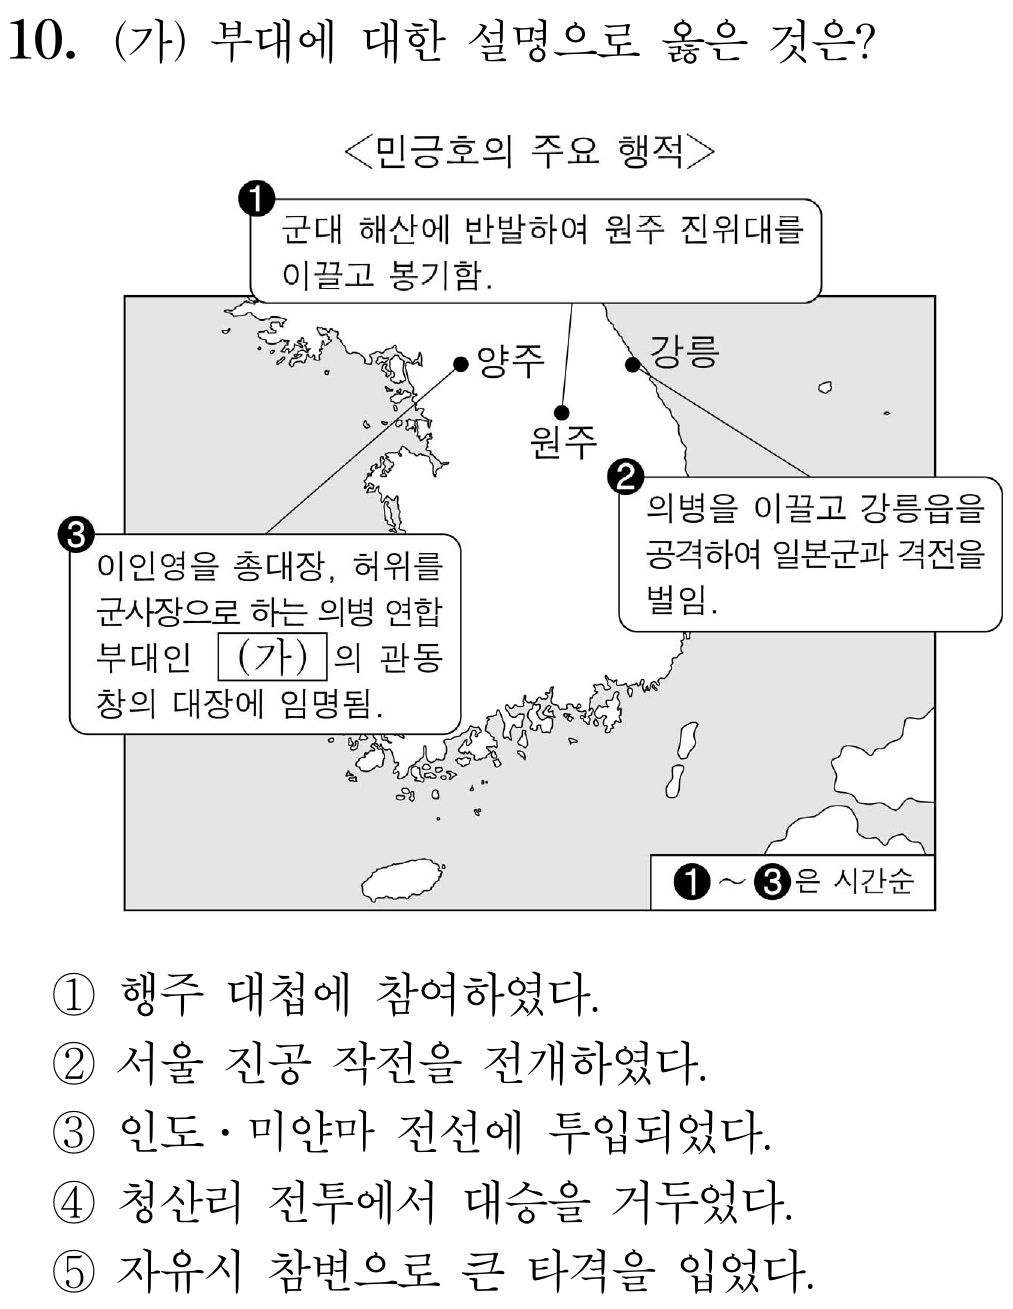 10. (가) 부대에 대한 설명으로 옳은 것은?
<민긍호의 주요 행적>
❶
군대 해산에 반발하여 원주 진위대를
이끌고 봉기함.
양주
강릉
원주
❷
의병을 이끌고 강릉읍을
공격하여 일본군과 격전을
벌임.
❸
이인영을 총대장, 허위를
군사장으로 하는 의병 연합
부대인 (가) 의 관동
창의 대장에 임명됨.
❶~❸은 시간순
① 행주 대첩에 참여하였다.
② 서울 진공 작전을 전개하였다.
③ 인도·미얀마 전선에 투입되었다.
④ 청산리 전투에서 대승을 거두었다.
⑤ 자유시 참변으로 큰 타격을 입었다.